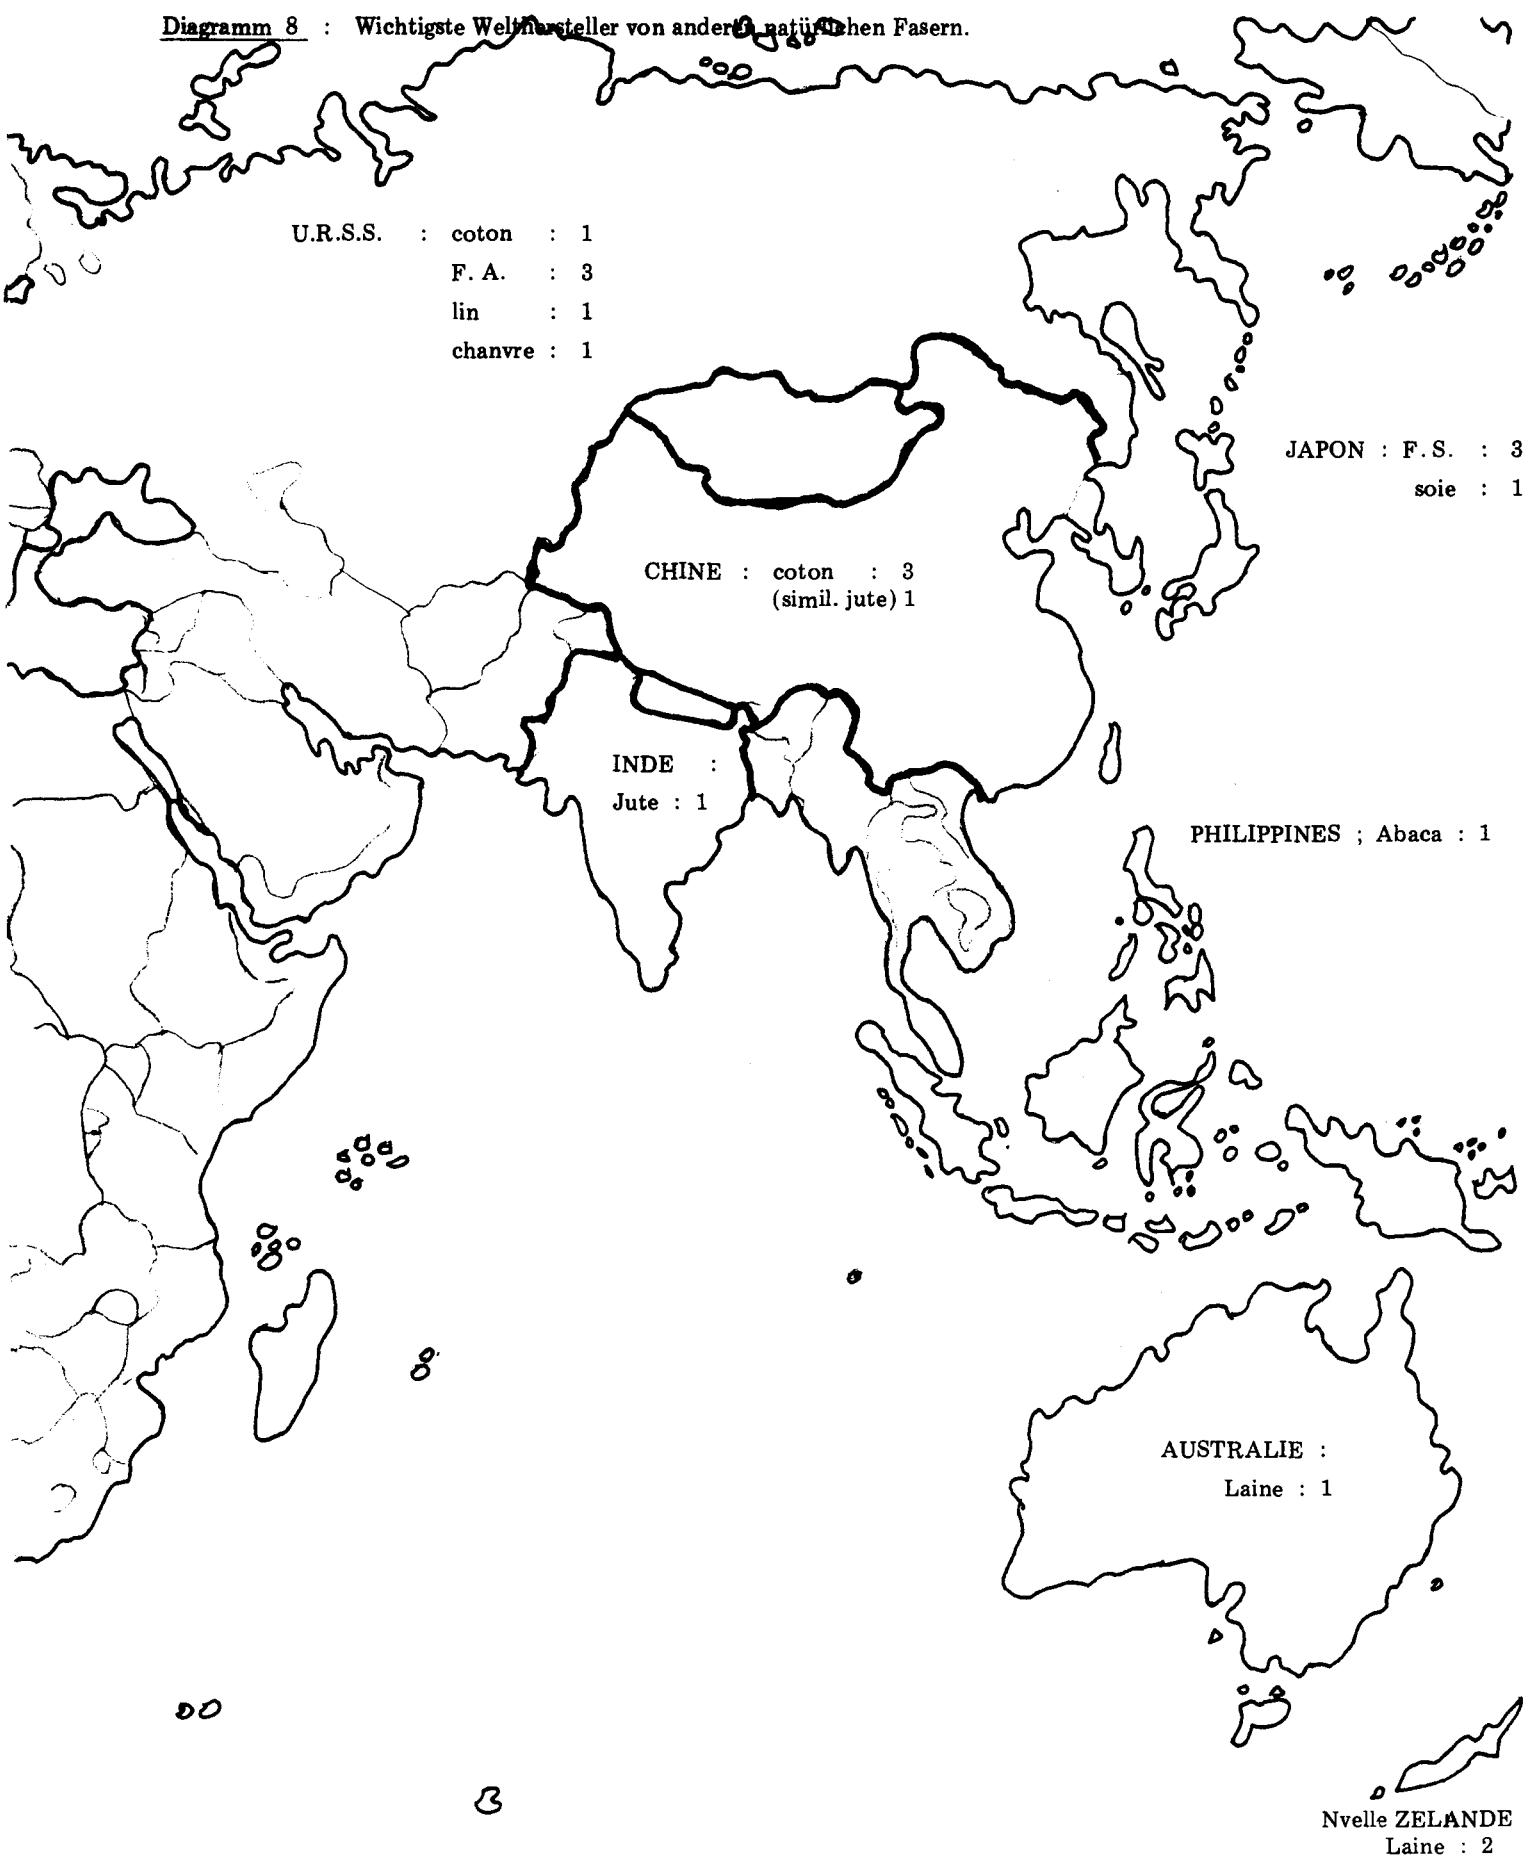 Diagramm 8 : Wichtigste Welthersteller von anderen natürlichen Fasern.
U.R.S.S. : coton : 1
F. A. : 3
lin : 1
chanvre : 1
JAPON : F.S. : 3
soie : 1
CHINE : coton : 3
(simil. jute) 1
INDE :
Jute : 1
PHILIPPINES ; Abaca : 1
AUSTRALIE :
Laine : 1
Nvelle ZELANDE
Laine : 2